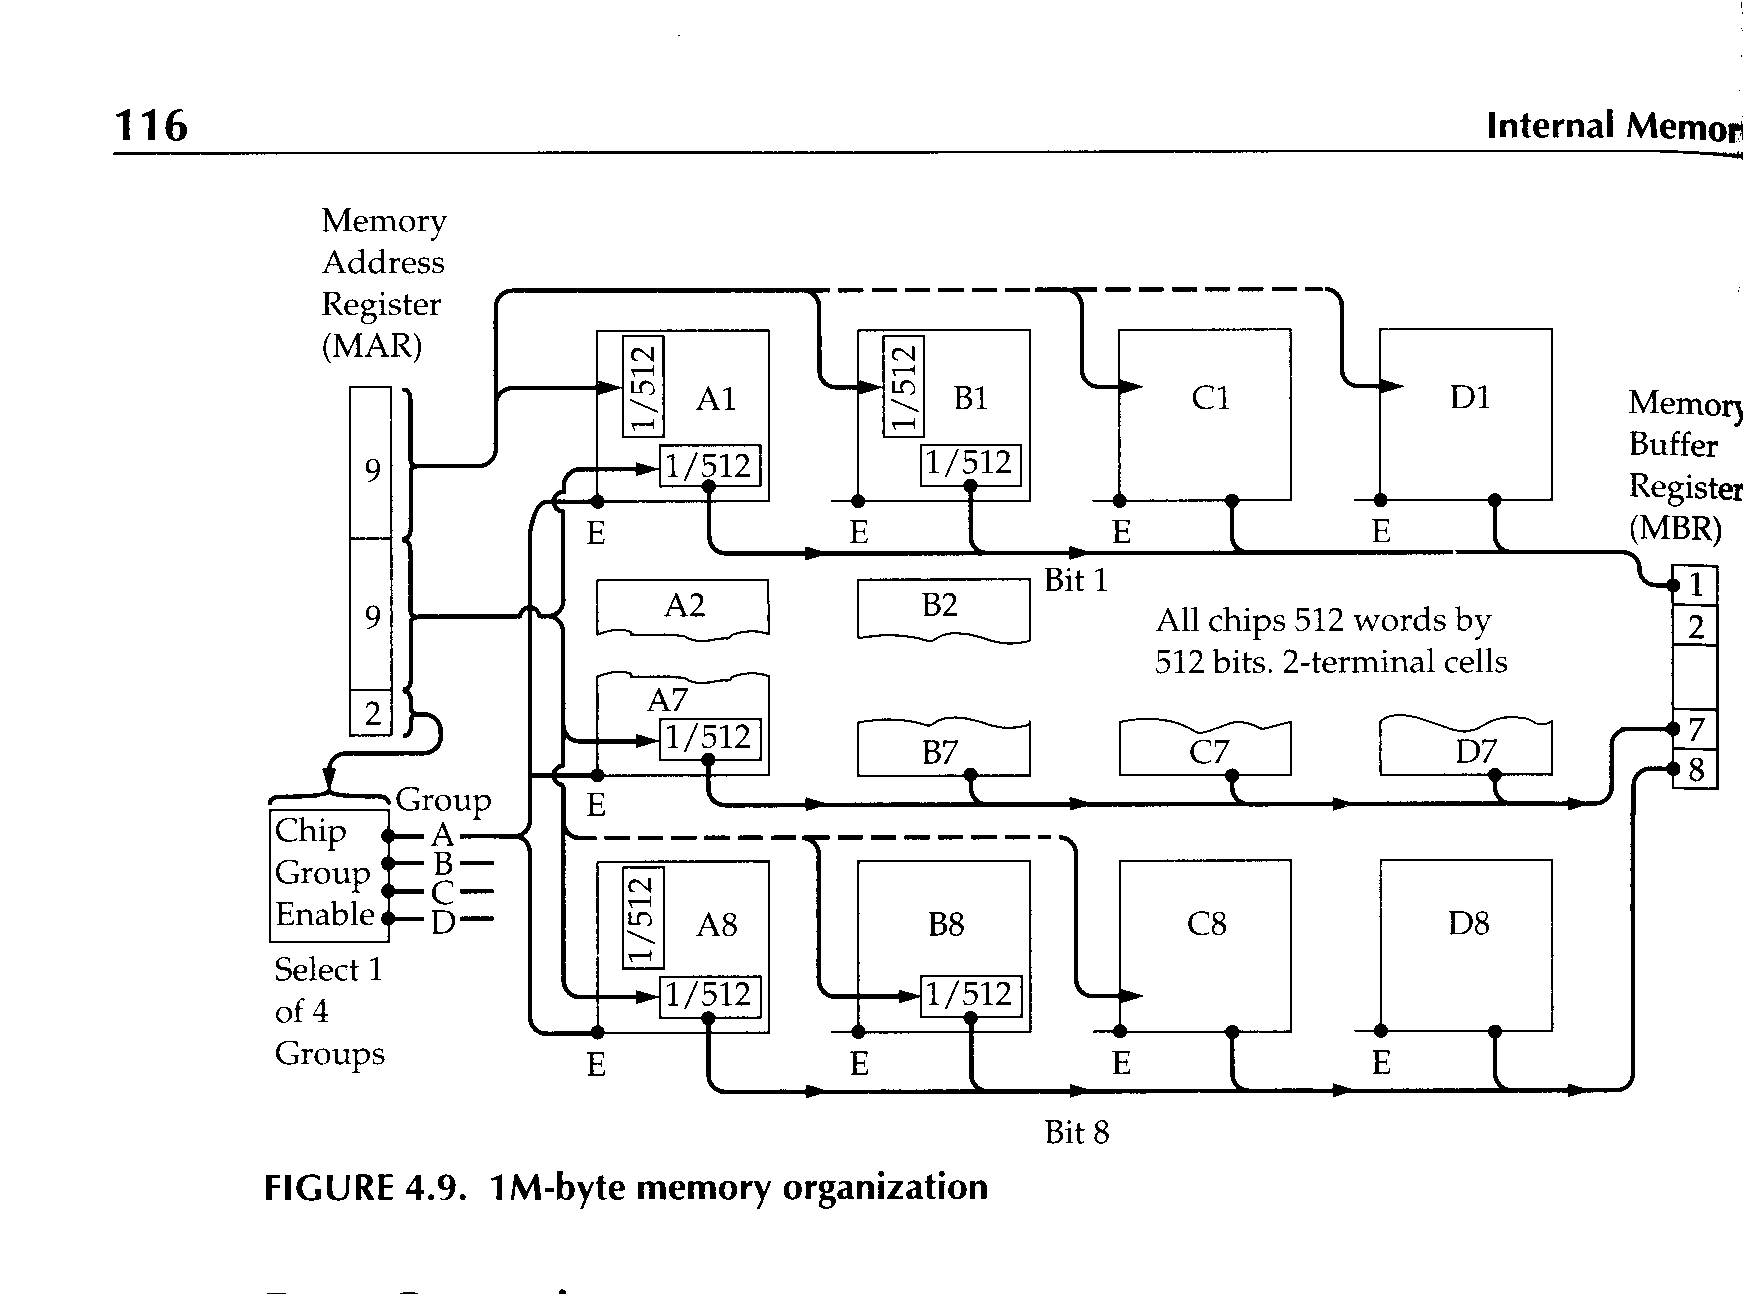 116
Internal Memori
Memory
Address
Register
(MAR)
9
9
2
1/512
A1
1/512
E
1/512
B1
1/512
E
C1
E
D1
E
Memory
Buffer
Register
(MBR)
Bit 1
1
2
7
8
A2
B2
All chips 512 words by
512 bits. 2-terminal cells
A7
1/512
E
B7
C7
D7
Group
Chip
Group
Enable
A
B
C
D
Select 1
of 4
Groups
1/512
A8
1/512
E
B8
1/512
E
C8
E
D8
E
Bit 8
FIGURE 4.9. 1M-byte memory organization